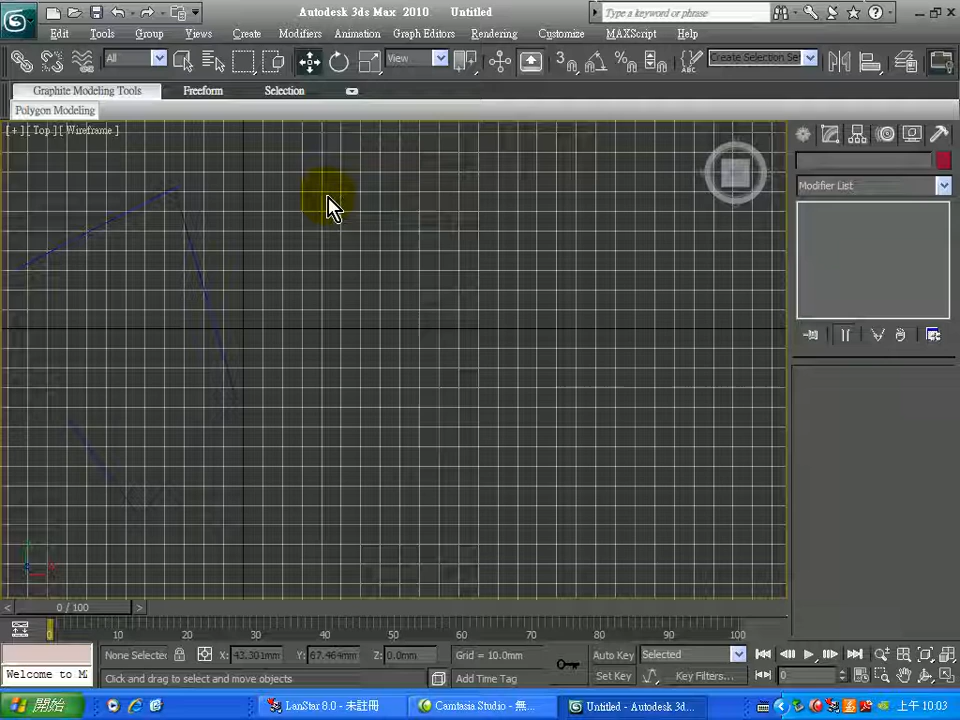 Autodesk 3ds Max 2010 Untitled
Type a keyword or phrase
Edit Tools Group Views Create Modifiers Animation Graph Editors Rendering Customize MAXScript Help
All
View
3
Create Selection Se
Graphite Modeling Tools Freeform Selection
Polygon Modeling
[ + ] [ Top ] [ Wireframe ]
Modifier List
< 0 / 100 >
0 10 20 30 40 50 60 70 80 90 100
None Selected X: 43.301mm Y: 67.464mm Z: 0.0mm Grid = 10.0mm Auto Key Selected
Welcome to M
Click and drag to select and move objects
Add Time Tag Set Key Key Filters... 0
開始 LanStar 8.0 - 未註冊 Camtasia Studio - 無... Untitled - Autodesk 3d... 上午 10:03